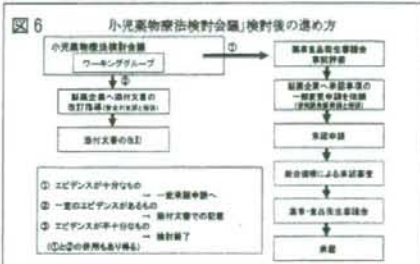 図 6
小児薬物療法検討会議」検討後の進め方
小児薬物療法検討会議
ワーキンググループ
①
②
製薬企業へ添付文書の
改訂指導
添付文書の改訂
薬事食品衛生審議会
事前評価
製薬企業へ承認事項の
一部変更申請を依頼
承認申請
総合機構による承認審査
薬事・食品衛生審議会
承認
① エビデンスが十分なもの
→ 一変承認申請へ
② 一定のエビデンスがあるもの
→ 添付文書での記載
③ エビデンスが不十分なもの
→ 検討終了
(①と②の併用もあり得る)